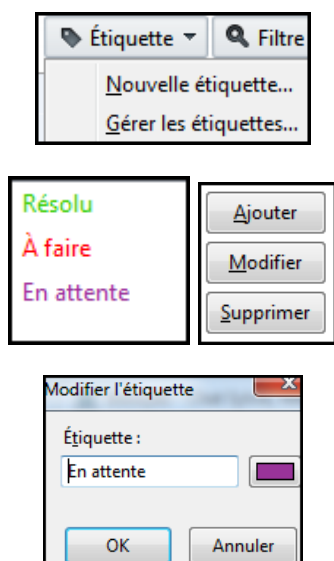 Étiquette Filtre
Nouvelle étiquette...
Gérer les étiquettes...
Résolu
À faire
En attente
Ajouter
Modifier
Supprimer
Modifier l'étiquette
Étiquette :
En attente
OK Annuler